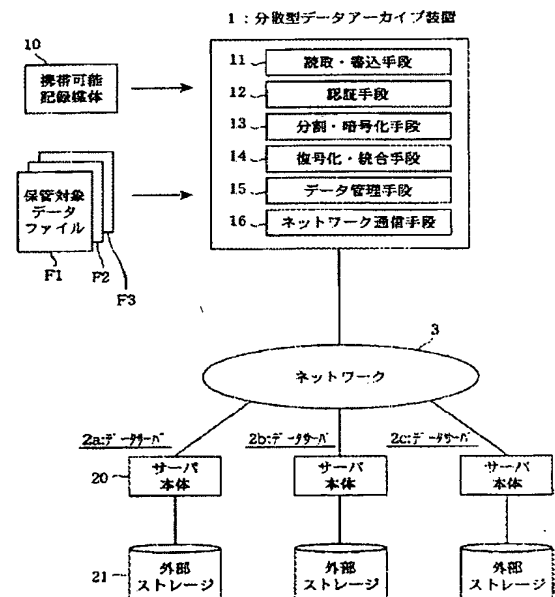 1：分散型データアーカイブ装置
10
携帯可能
記録媒体
11
読取・書込手段
12
認証手段
13
分割・暗号化手段
14
復号化・統合手段
15
データ管理手段
16
ネットワーク通信手段
保管対象
データ
ファイル
F1
F2
F3
3
ネットワーク
2a:データサーバ
2b:データサーバ
2c:データサーバ
20
サーバ
本体
サーバ
本体
サーバ
本体
21
外部
ストレージ
外部
ストレージ
外部
ストレージ